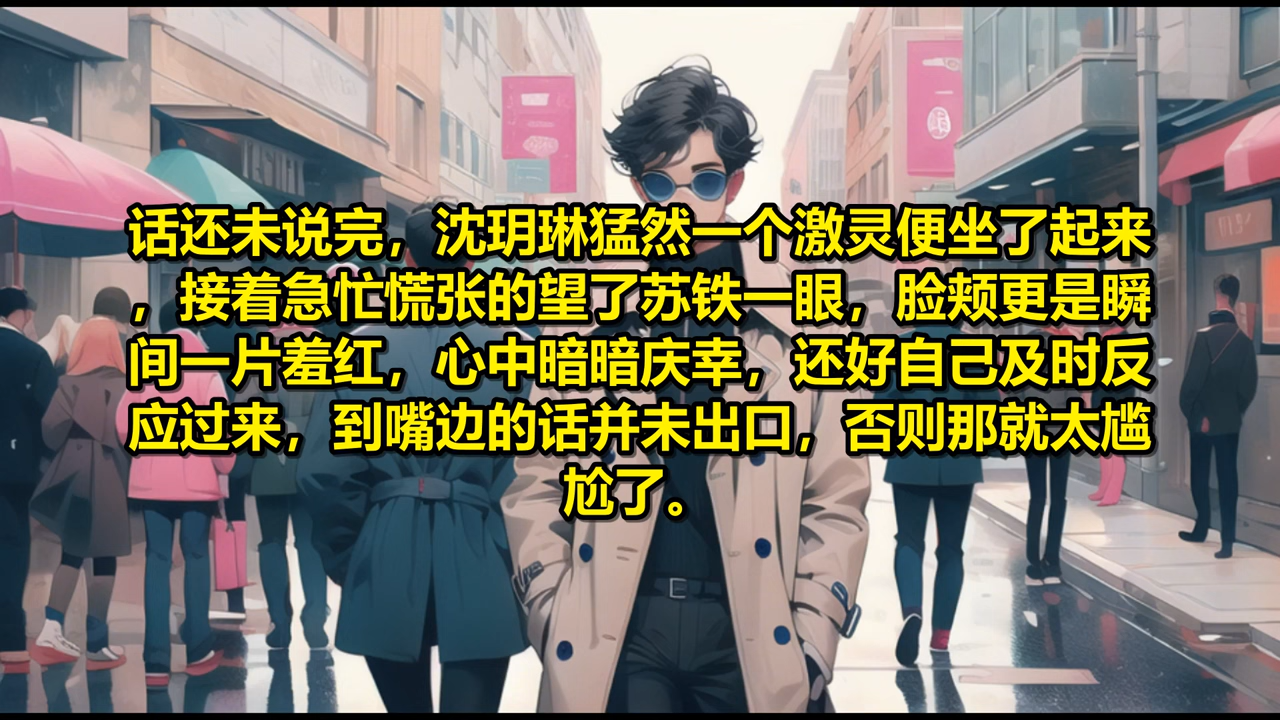 话还未说完，沈玥琳猛然一个激灵便坐了起来
，接着急忙慌张的望了苏铁一眼，脸颊更是瞬
间一片羞红，心中暗暗庆幸，还好自己及时反
应过来，到嘴边的话并未出口，否则那就太尴
尬了。